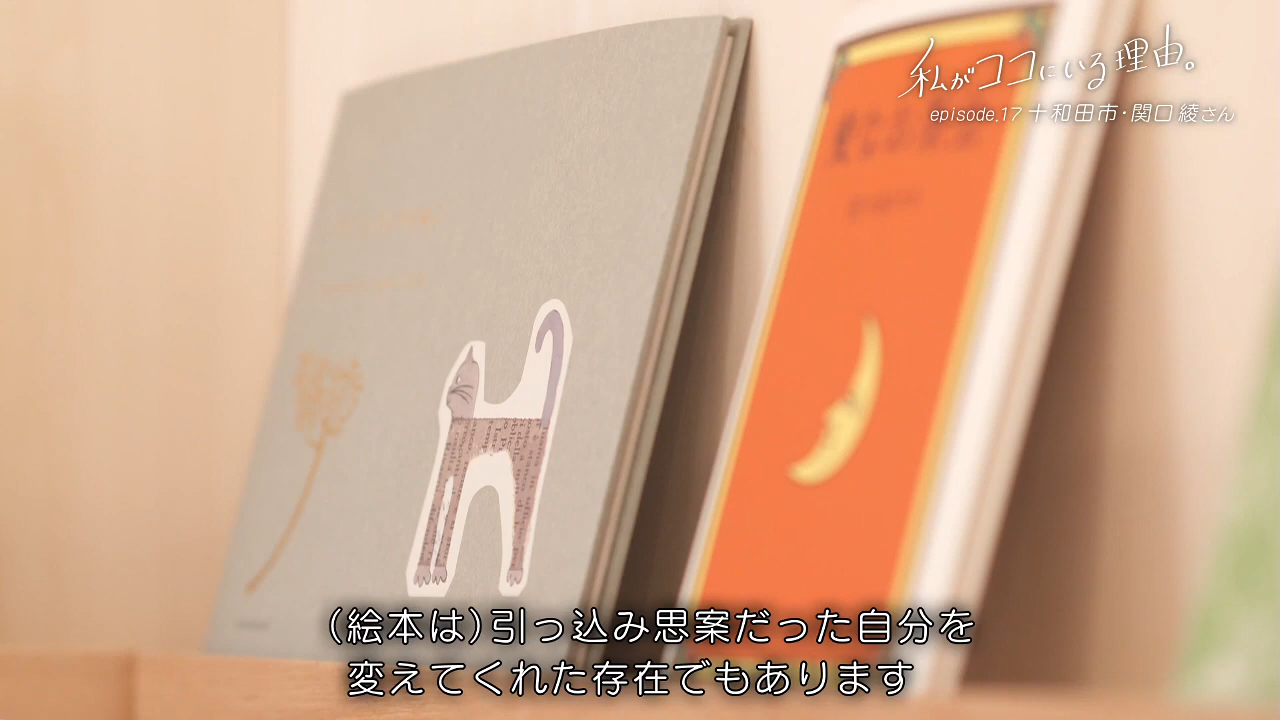 私がココにいる理由。
episode.17 十和田市・関口 綾さん
(絵本は)引っ込み思案だった自分を
変えてくれた存在でもあります